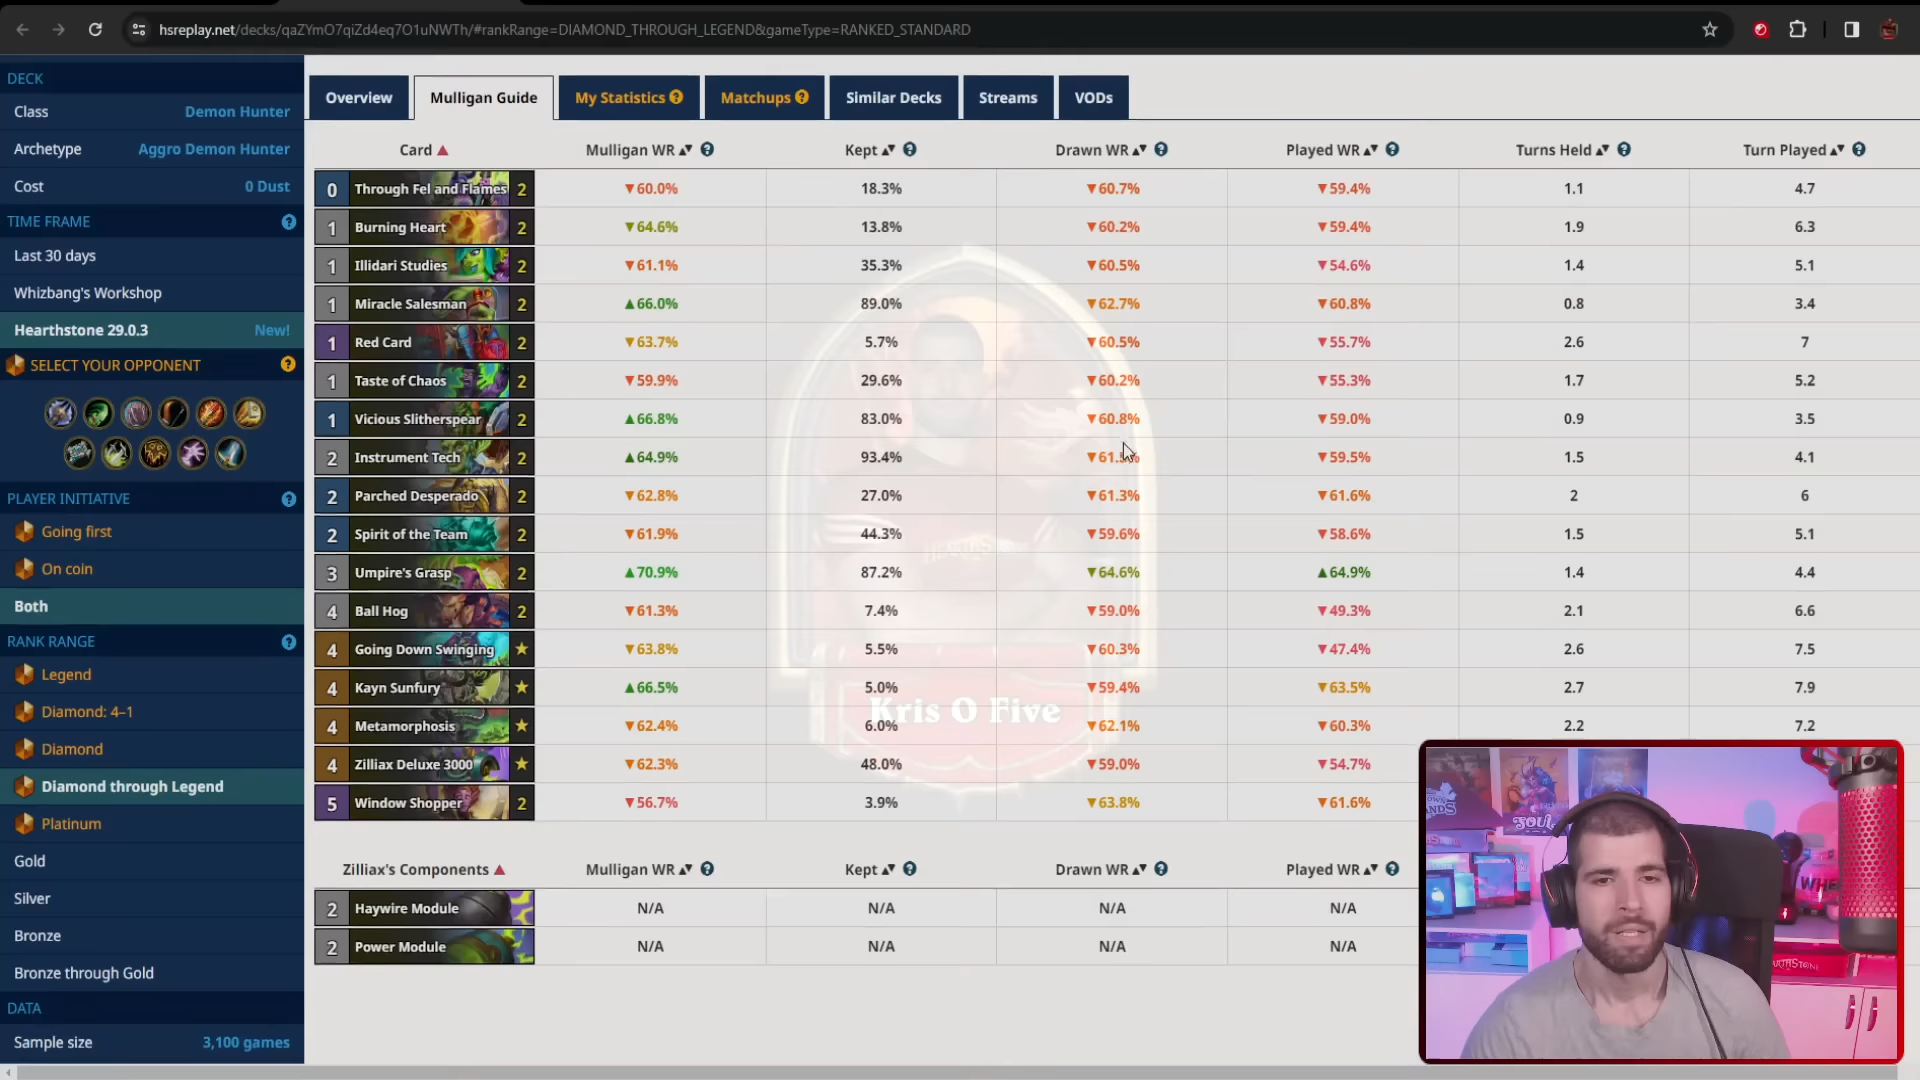 hsreplay.net/decks/qaZYmO7qiZd4eq7O1uNWTh/#rankRange=DIAMOND_THROUGH_LEGEND&gameType=RANKED_STANDARD
DECK
Class Demon Hunter
Archetype Aggro Demon Hunter
Cost 0 Dust
TIME FRAME
Last 30 days
Whizbang's Workshop
Hearthstone 29.0.3 New!
SELECT YOUR OPPONENT
PLAYER INITIATIVE
Going first
On coin
Both
RANK RANGE
Legend
Diamond: 4–1
Diamond
Diamond through Legend
Platinum
Gold
Silver
Bronze
Bronze through Gold
DATA
Sample size 3,100 games
Overview Mulligan Guide My Statistics Matchups Similar Decks Streams VODs
Card ▲ Mulligan WR ▲▼ Kept ▲▼ Drawn WR ▲▼ Played WR ▲▼ Turns Held ▲▼ Turn Played ▲▼
0 Through Fel and Flames 2 ▼60.0% 18.3% ▼60.7% ▼59.4% 1.1 4.7
1 Burning Heart 2 ▼64.6% 13.8% ▼60.2% ▼59.4% 1.9 6.3
1 Illidari Studies 2 ▼61.1% 35.3% ▼60.5% ▼54.6% 1.4 5.1
1 Miracle Salesman 2 ▲66.0% 89.0% ▼62.7% ▼60.8% 0.8 3.4
1 Red Card 2 ▼63.7% 5.7% ▼60.5% ▼55.7% 2.6 7
1 Taste of Chaos 2 ▼59.9% 29.6% ▼60.2% ▼55.3% 1.7 5.2
1 Vicious Slitherspear 2 ▲66.8% 83.0% ▼60.8% ▼59.0% 0.9 3.5
2 Instrument Tech 2 ▲64.9% 93.4% ▼59.5% 1.5 4.1
2 Parched Desperado 2 ▼62.8% 27.0% ▼61.3% ▼61.6% 2 6
2 Spirit of the Team 2 ▼61.9% 44.3% ▼59.6% ▼58.6% 1.5 5.1
3 Umpire's Grasp 2 ▲70.9% 87.2% ▼64.6% ▲64.9% 1.4 4.4
4 Ball Hog 2 ▼61.3% 7.4% ▼59.0% ▼49.3% 2.1 6.6
4 Going Down Swinging ★ ▼63.8% 5.5% ▼60.3% ▼47.4% 2.6 7.5
4 Kayn Sunfury ★ ▲66.5% 5.0% ▼59.4% ▼63.5% 2.7 7.9
Kris O Five
4 Metamorphosis ★ ▼62.4% 6.0% ▼62.1% ▼60.3% 2.2 7.2
4 Zilliax Deluxe 3000 ★ ▼62.3% 48.0% ▼59.0% ▼54.7%
5 Window Shopper 2 ▼56.7% 3.9% ▼63.8% ▼61.6%
Zilliax's Components ▲ Mulligan WR ▲▼ Kept ▲▼ Drawn WR ▲▼ Played WR ▲▼
2 Haywire Module N/A N/A N/A N/A
2 Power Module N/A N/A N/A N/A